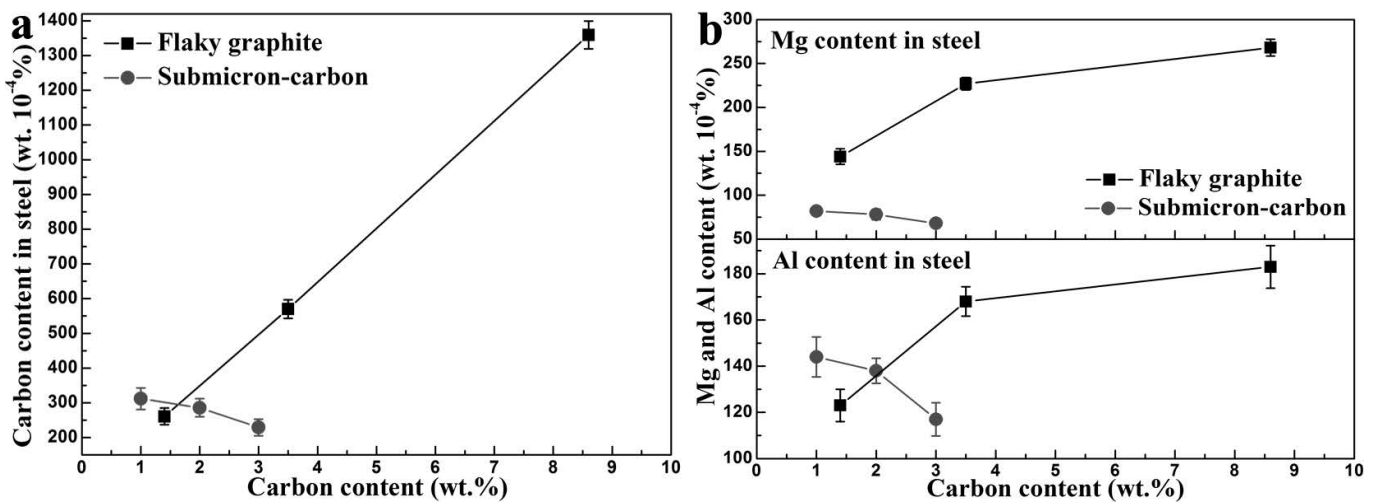 a
Flaky graphite
Submicron-carbon
Carbon content in steel (wt. 10⁻⁴%)
1400
1300
1200
1100
1000
900
800
700
600
500
400
300
200
0 1 2 3 4 5 6 7 8 9 10
Carbon content (wt.%)
b
Mg content in steel
Flaky graphite
Submicron-carbon
Mg and Al content (wt. 10⁻⁴%)
300
250
200
150
100
50
Al content in steel
180
160
140
120
100
0 1 2 3 4 5 6 7 8 9 10
Carbon content (wt.%)